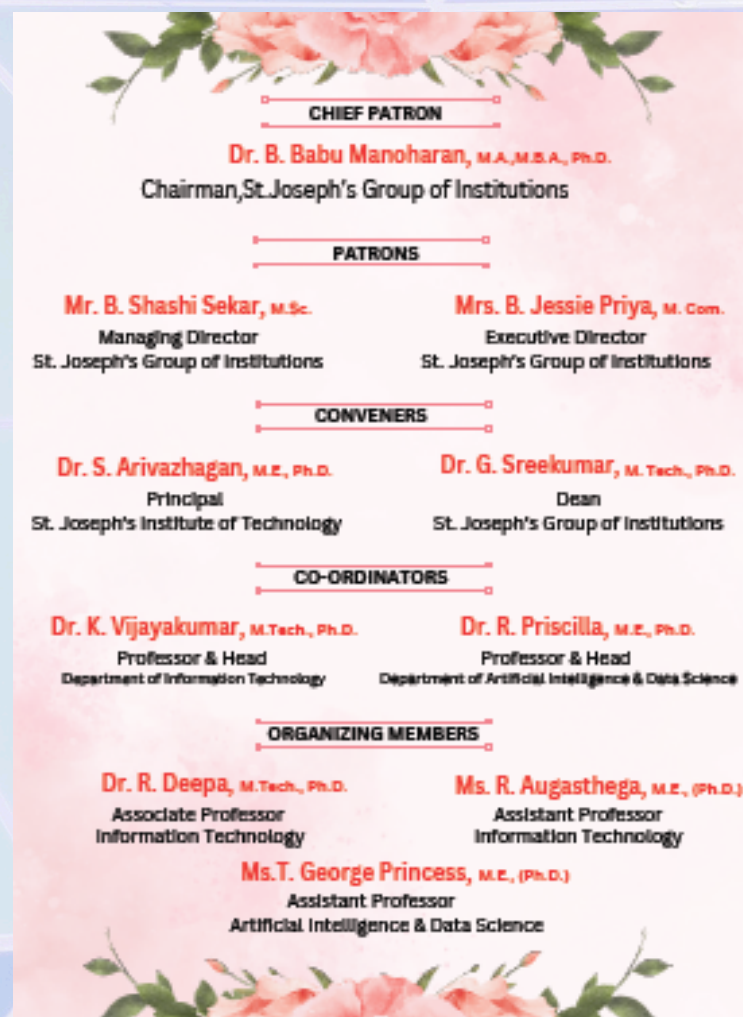 CHIEF PATRON
Dr. B. Babu Manoharan, M.A.,M.B.A., Ph.D.
Chairman,St.Joseph's Group of Institutions
PATRONS
Mr. B. Shashi Sekar, M.Sc.
Managing Director
St. Joseph's Group of Institutions
Mrs. B. Jessie Priya, M. Com.
Executive Director
St. Joseph's Group of Institutions
CONVENERS
Dr. S. Arivazhagan, M.E., Ph.D.
Principal
St. Joseph's Institute of Technology
Dr. G. Sreekumar, M. Tech., Ph.D.
Dean
St. Joseph's Group of Institutions
CO-ORDINATORS
Dr. K. Vijayakumar, M.Tech., Ph.D.
Professor & Head
Department of Information Technology
Dr. R. Priscilla, M.E., Ph.D.
Professor & Head
Department of Artificial Intelligence & Data Science
ORGANIZING MEMBERS
Dr. R. Deepa, M.Tech., Ph.D.
Associate Professor
Information Technology
Ms. R. Augasthega, M.E., (Ph.D.)
Assistant Professor
Information Technology
Ms.T. George Princess, M.E., (Ph.D.)
Assistant Professor
Artificial Intelligence & Data Science